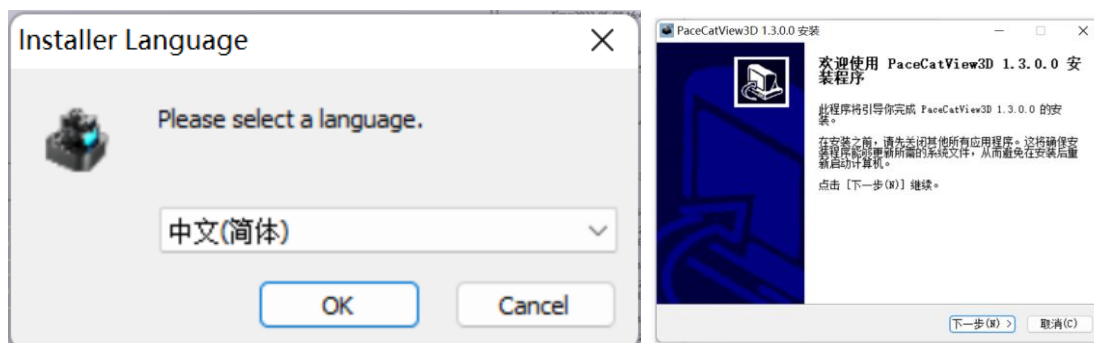 Installer Language
Please select a language.
中文(简体)
OK
Cancel
PaceCatView3D 1.3.0.0 安装
欢迎使用 PaceCatView3D 1.3.0.0 安
装程序
此程序将引导你完成 PaceCatView3D 1.3.0.0 的安
装。
在安装之前，请先关闭其他所有应用程序。这将确保安
装程序能够更新所需的系统文件，从而避免在安装后重
新启动计算机。
点击 [下一步(N)] 继续。
下一步(N) >
取消(C)